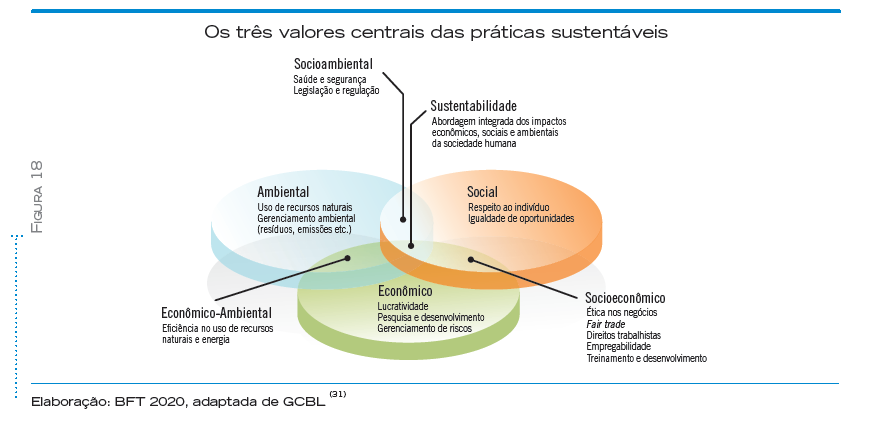 Os três valores centrais das práticas sustentáveis
Socioambiental
Saúde e segurança
Legislação e regulação
Sustentabilidade
Abordagem integrada dos impactos
econômicos, sociais e ambientais
da sociedade humana
FIGURA 18
Ambiental
Uso de recursos naturais
Gerenciamento ambiental
(resíduos, emissões etc.)
Social
Respeito ao indivíduo
Igualdade de oportunidades
Econômico
Lucratividade
Pesquisa e desenvolvimento
Gerenciamento de riscos
Econômico-Ambiental
Eficiência no uso de recursos
naturais e energia
Socioeconômico
Ética nos negócios
Fair trade
Direitos trabalhistas
Empregabilidade
Treinamento e desenvolvimento
Elaboração: BFT 2020, adaptada de GCBL (31)